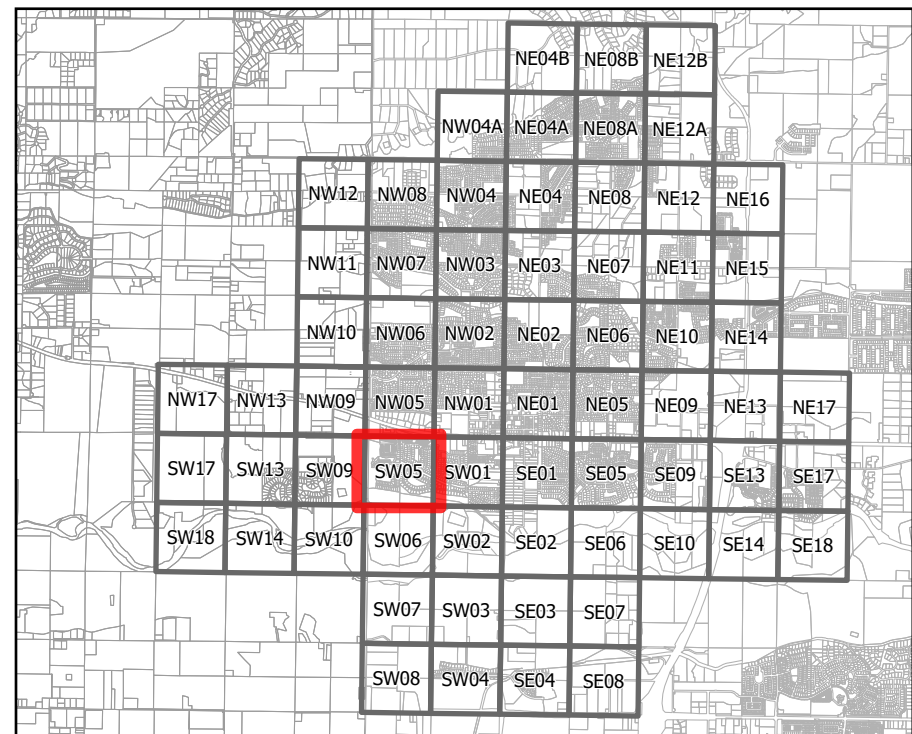 NE04B NE08B NE12B
NW04A NE04A NE08A NE12A
NW12 NW08 NW04 NE04 NE08 NE12 NE16
NW11 NW07 NW03 NE03 NE07 NE11 NE15
NW10 NW06 NW02 NE02 NE06 NE10 NE14
NW17 NW13 NW09 NW05 NW01 NE01 NE05 NE09 NE13 NE17
SW17 SW13 SW09 SW05 SW01 SE01 SE05 SE09 SE13 SE17
SW18 SW14 SW10 SW06 SW02 SE02 SE06 SE10 SE14 SE18
SW07 SW03 SE03 SE07
SW08 SW04 SE04 SE08